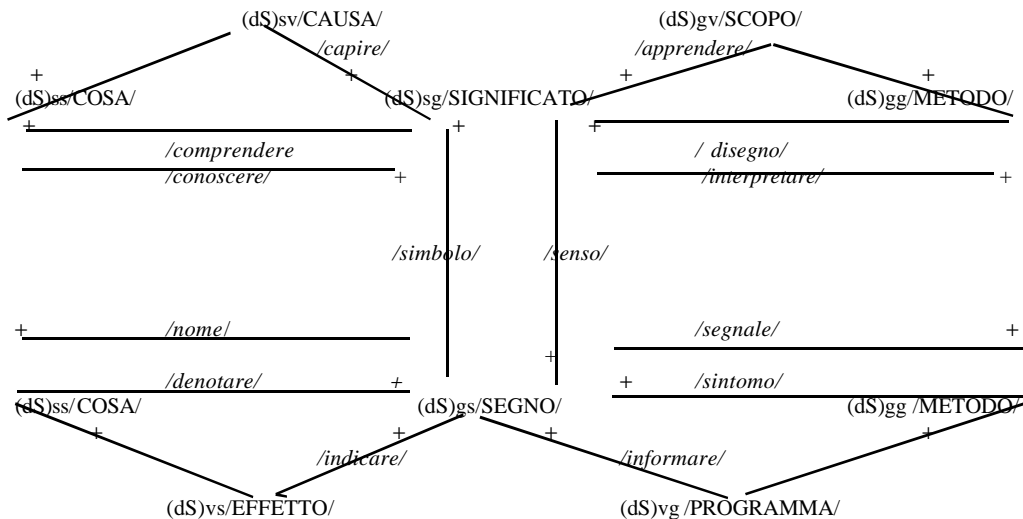 (dS)sv/CAUSA/ (dS)gv/SCOPO/
/capire/ /apprendere/
+ + + +
(dS)ss/COSA/ (dS)sg/SIGNIFICATO/ (dS)gg/METODO/
+ + +
/comprendere / disegno/
/conoscere/ + /interpretare/ +
/simbolo/ /senso/
+ /nome/ /segnale/ +
+
/denotare/ + + /sintomo/
(dS)ss/COSA/ (dS)gs/SEGNO/ (dS)gg /METODO/
+ + + +
/indicare/ /informare/
(dS)vs/EFFETTO/ (dS)vg /PROGRAMMA/